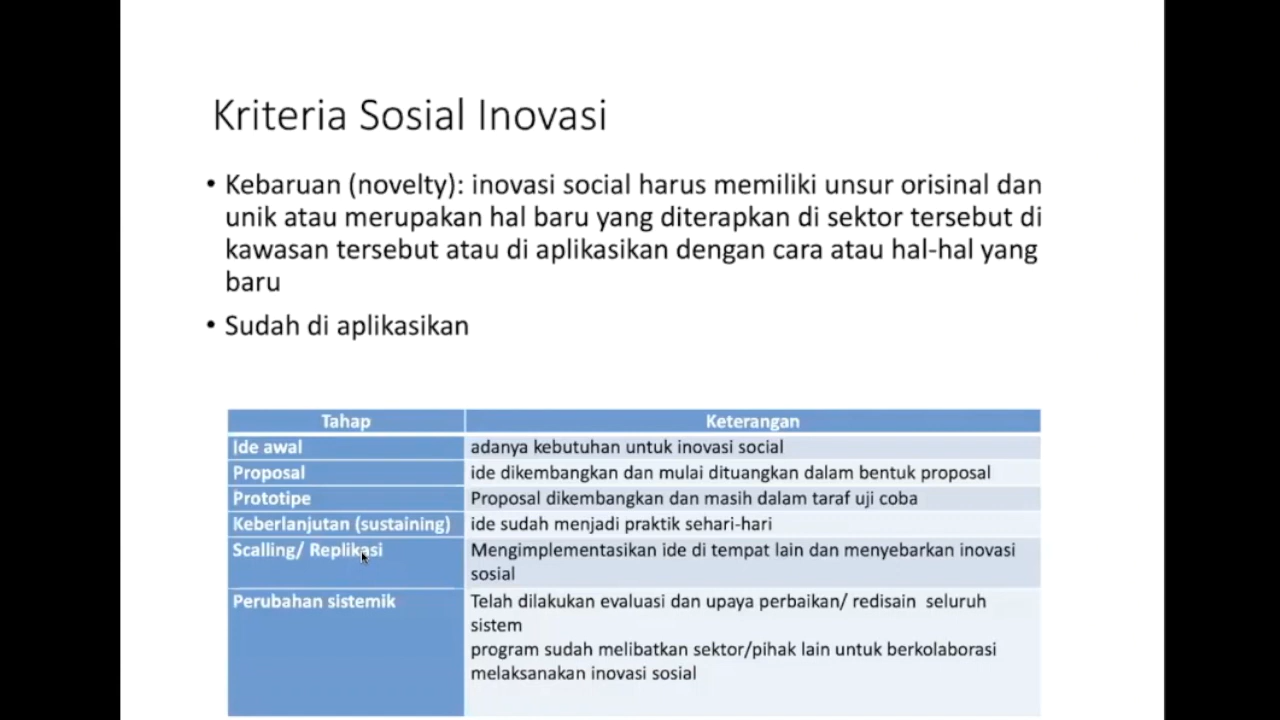 Kriteria Sosial Inovasi
• Kebaruan (novelty): inovasi social harus memiliki unsur orisinal dan
unik atau merupakan hal baru yang diterapkan di sektor tersebut di
kawasan tersebut atau di aplikasikan dengan cara atau hal-hal yang
baru
• Sudah di aplikasikan
Tahap Keterangan
Ide awal adanya kebutuhan untuk inovasi social
Proposal ide dikembangkan dan mulai dituangkan dalam bentuk proposal
Prototipe Proposal dikembangkan dan masih dalam taraf uji coba
Keberlanjutan (sustaining) ide sudah menjadi praktik sehari-hari
Scalling/ Replikasi Mengimplementasikan ide di tempat lain dan menyebarkan inovasi
sosial
Perubahan sistemik Telah dilakukan evaluasi dan upaya perbaikan/ redisain seluruh
sistem
program sudah melibatkan sektor/pihak lain untuk berkolaborasi
melaksanakan inovasi sosial